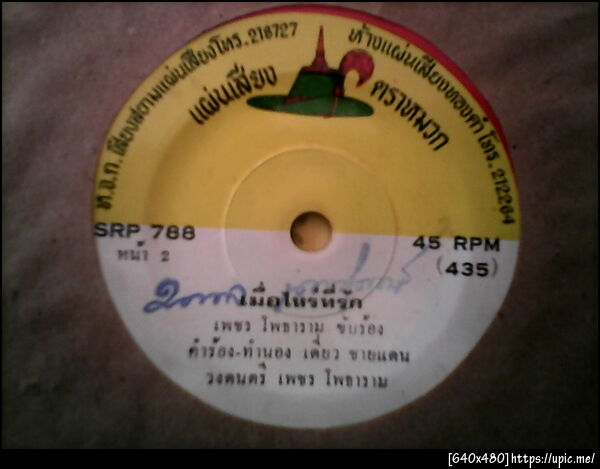 ห.จ.ก. เสียงสยามแผ่นเสียงโทร. 218727
ห้างแผ่นเสียงทองคำ โทร. 212264
แผ่นเสียง
ตราหมวก
SRP 788
45 RPM
หน้า 2
(435)
เมื่อไหร่ที่รัก
เพชร โพธาราม ขับร้อง
คำร้อง-ทำนอง เดี่ยว ชายแดน
วงดนตรี เพชร โพธาราม
[640x480]https://upic.me/